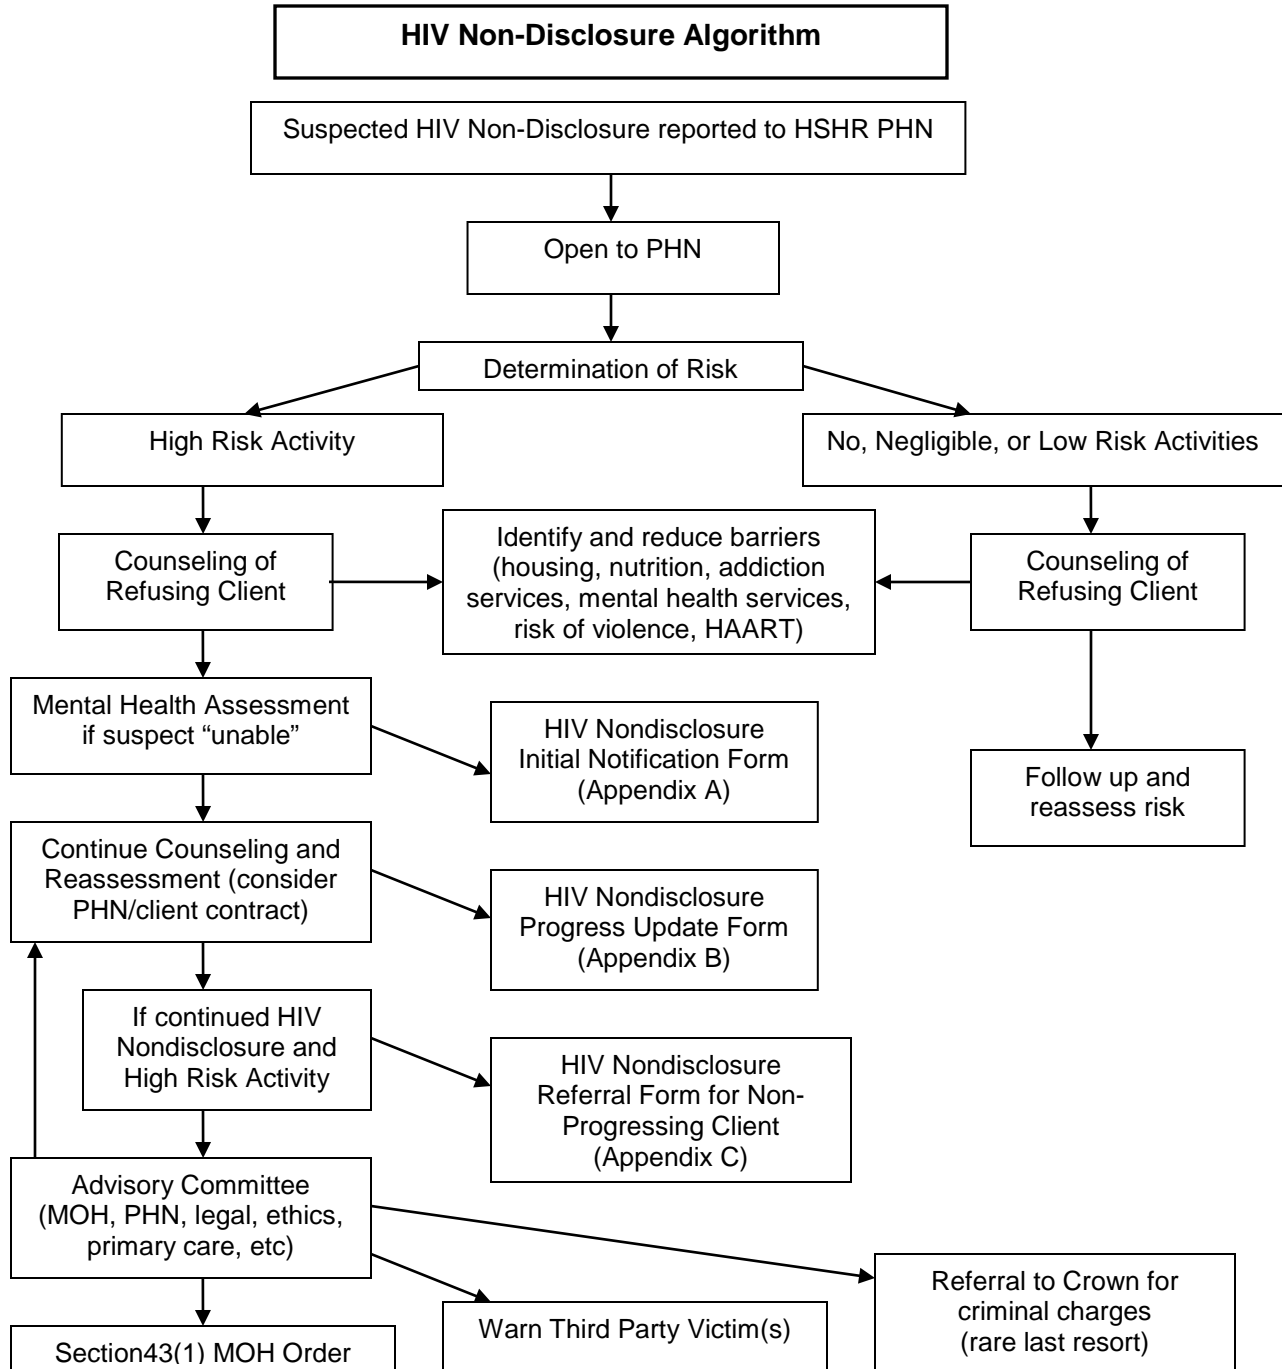 HIV Non-Disclosure Algorithm
Suspected HIV Non-Disclosure reported to HSHR PHN
Open to PHN
Determination of Risk
High Risk Activity
No, Negligible, or Low Risk Activities
Counseling of
Refusing Client
Identify and reduce barriers
(housing, nutrition, addiction
services, mental health services,
risk of violence, HAART)
Counseling of
Refusing Client
Mental Health Assessment
if suspect “unable”
HIV Nondisclosure
Initial Notification Form
(Appendix A)
Follow up and
reassess risk
Continue Counseling and
Reassessment (consider
PHN/client contract)
HIV Nondisclosure
Progress Update Form
(Appendix B)
If continued HIV
Nondisclosure and
High Risk Activity
HIV Nondisclosure
Referral Form for Non-
Progressing Client
(Appendix C)
Advisory Committee
(MOH, PHN, legal, ethics,
primary care, etc)
Referral to Crown for
criminal charges
(rare last resort)
Warn Third Party Victim(s)
Section43(1) MOH Order